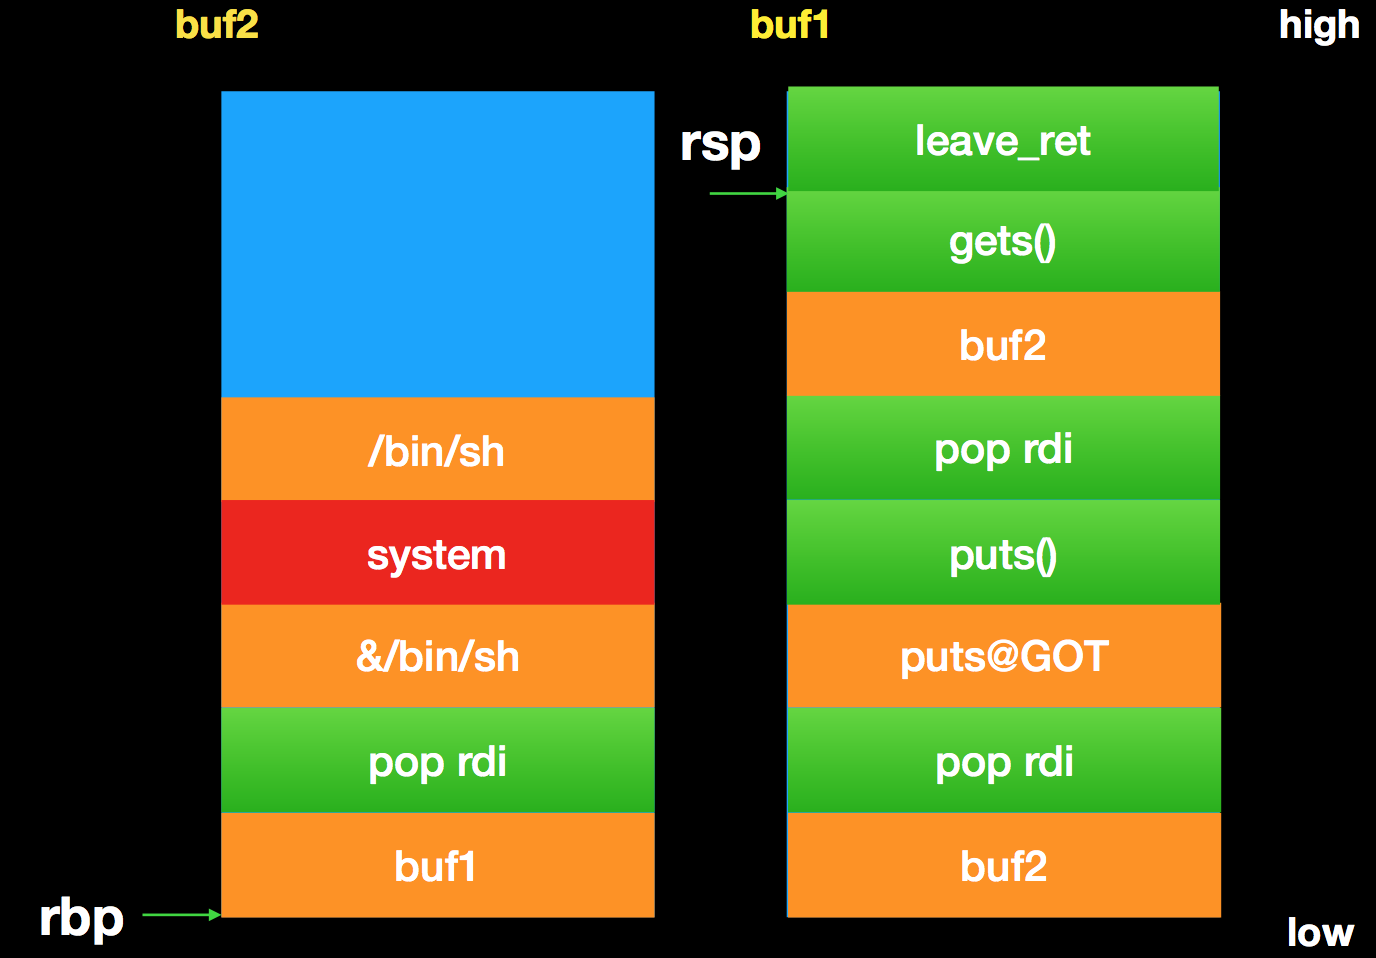 buf2
buf1
high
rsp
leave_ret
gets()
buf2
pop rdi
puts()
puts@GOT
pop rdi
buf2
/bin/sh
system
&/bin/sh
pop rdi
buf1
rbp
low